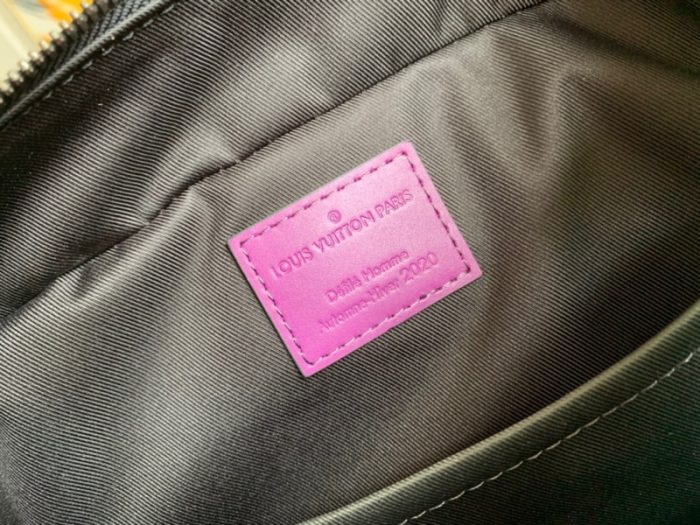 ®
LOUIS VUITTON PARIS
Défilé Homme
Automne-Hiver 2020